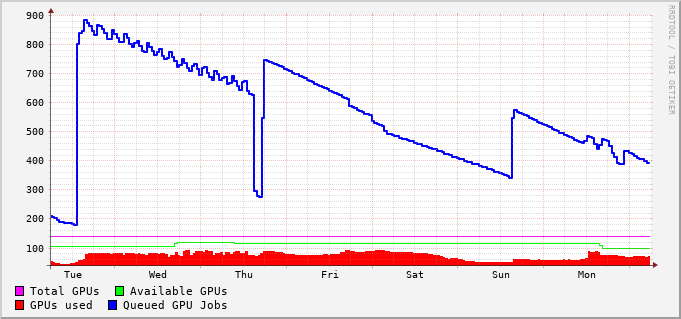 900
800
700
600
500
400
300
200
100
Tue Wed Thu Fri Sat Sun Mon
RRDTOOL / TOBI OETIKER
Total GPUs Available GPUs
GPUs used Queued GPU Jobs